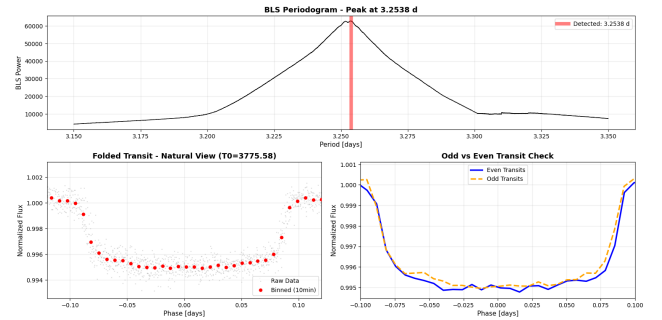 BLS Periodogram - Peak at 3.2538 d
60000
50000
40000
30000
20000
10000
BLS Power
Detected: 3.2538 d
3.150 3.175 3.200 3.225 3.250 3.275 3.300 3.325 3.350
Period [days]
Folded Transit - Natural View (T0=3775.58)
1.002
1.000
0.998
0.996
0.994
Normalized Flux
Raw Data
Binned (10min)
−0.10 −0.05 0.00 0.05 0.10
Phase [days]
Odd vs Even Transit Check
1.001
1.000
0.999
0.998
0.997
0.996
0.995
Normalized Flux
Even Transits
Odd Transits
−0.100 −0.075 −0.050 −0.025 0.000 0.025 0.050 0.075 0.100
Phase [days]